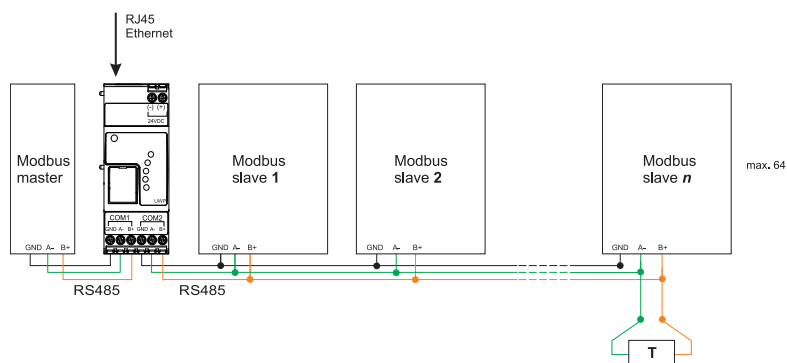 RJ45
Ethernet
(-) (+)
24VDC
Modbus
master
UWP
Modbus
slave 1
Modbus
slave 2
Modbus
slave n
max. 64
COM1 COM2
GND A- B+ GND A- B+
GND A- B+
GND A- B+
GND A- B+
GND A- B+
RS485
RS485
T